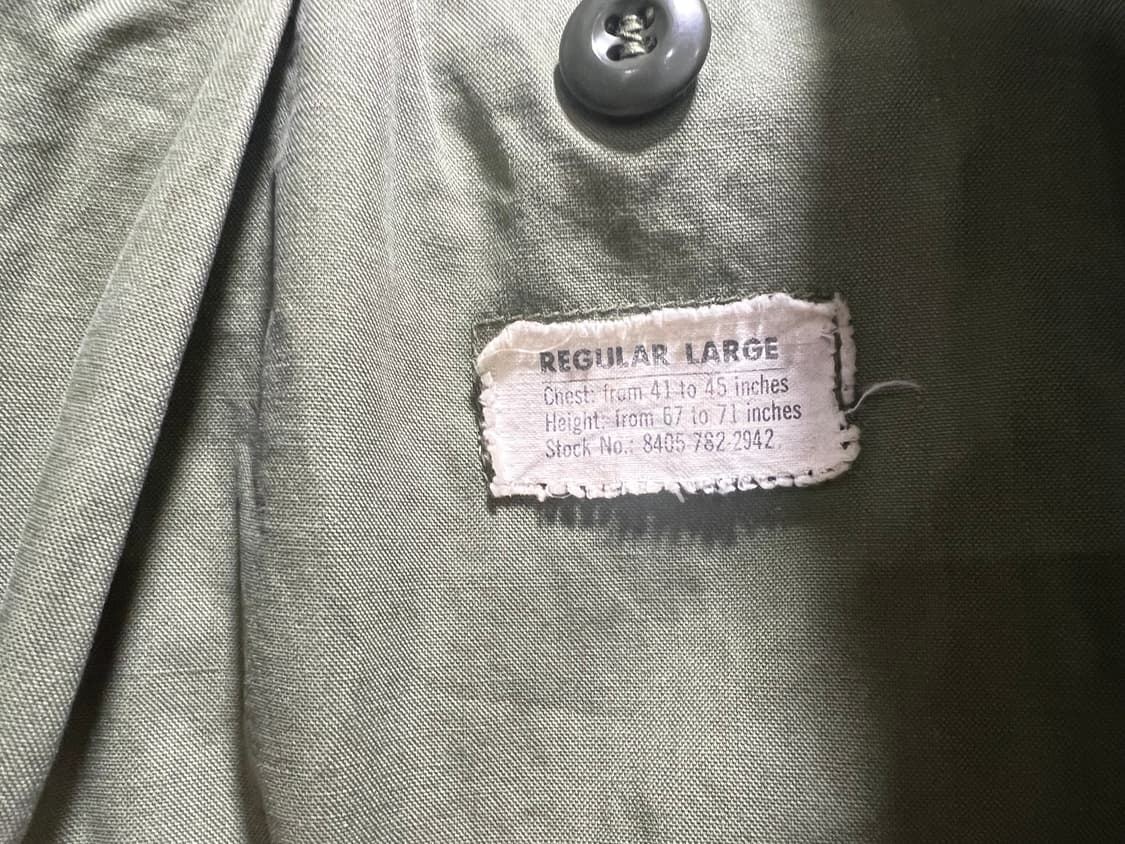 REGULAR LARGE
Chest: from 41 to 45 inches
Height: from 67 to 71 inches
Stock No.: 8405-782-2942